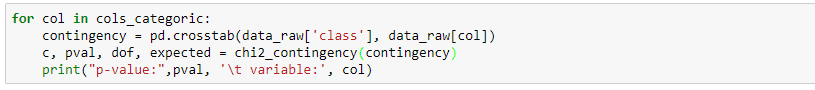 for col in cols_categoric:
    contingency = pd.crosstab(data_raw['class'], data_raw[col])
    c, pval, dof, expected = chi2_contingency(contingency)
    print("p-value:",pval, '\t variable:', col)